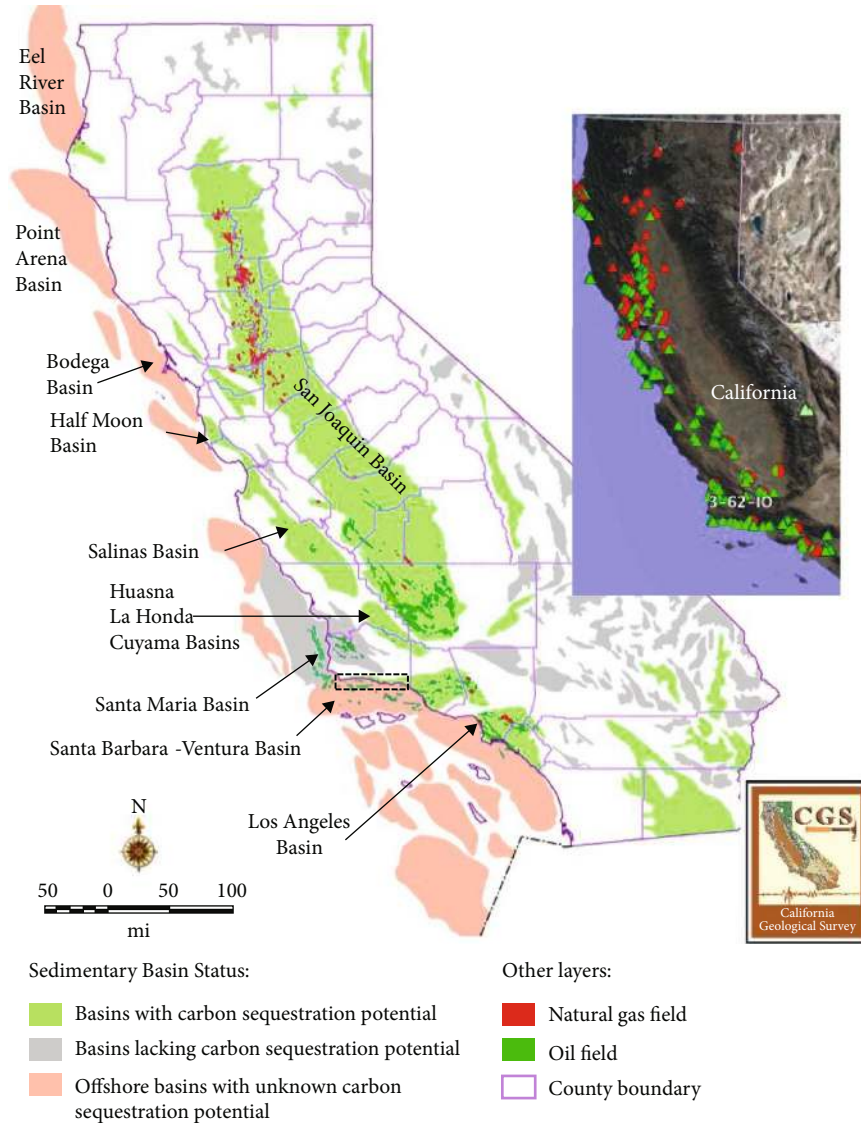 Eel
River
Basin
Point
Arena
Basin
Bodega
Basin
Half Moon
Basin
San Joaquin Basin
California
3-62-10
Salinas Basin
Huasna
La Honda
Cuyama Basins
Santa Maria Basin
Santa Barbara -Ventura Basin
Los Angeles
Basin
N
50 0 50 100
mi
CGS
California
Geological Survey
Sedimentary Basin Status:
Basins with carbon sequestration potential
Basins lacking carbon sequestration potential
Offshore basins with unknown carbon
sequestration potential
Other layers:
Natural gas field
Oil field
County boundary